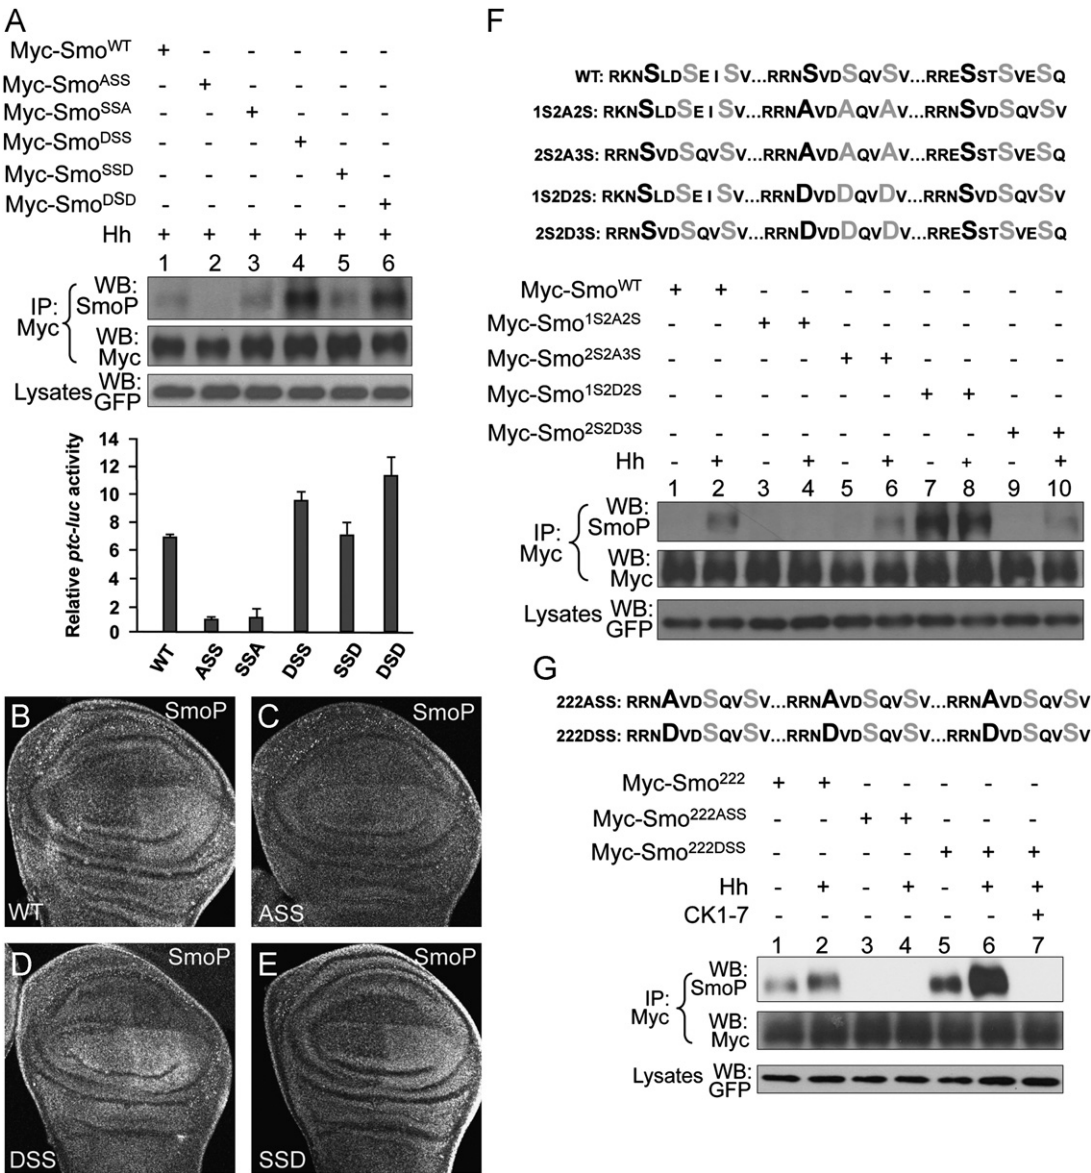 A
Myc-SmoWT + - - - - -
Myc-SmoASS - + - - - -
Myc-SmoSSA - - + - - -
Myc-SmoDSS - - - + - -
Myc-SmoSSD - - - - + -
Myc-SmoDSD - - - - - +
Hh + + + + + +
1 2 3 4 5 6
IP: Myc
WB: SmoP
WB: Myc
Lysates WB: GFP
Relative ptc-luc activity
14
12
10
8
6
4
2
0
WT ASS SSA DSS SSD DSD
B SmoP WT
C SmoP ASS
D SmoP DSS
E SmoP SSD
F
WT: RKNSLDSEISV...RRNSVDSQVSV...RRESSTSVESQ
1S2A2S: RKNSLDSEISV...RRNAVDAQVAV...RRNSVDSQVSV
2S2A3S: RRNSVDSQVSV...RRNAVDAQVAV...RRESSTSVESQ
1S2D2S: RKNSLDSEISV...RRNDVDDQVDV...RRNSVDSQVSV
2S2D3S: RRNSVDSQVSV...RRNDVDDQVDV...RRESSTSVESQ
Myc-SmoWT + + - - - - - - - -
Myc-Smo1S2A2S - - + + - - - - - -
Myc-Smo2S2A3S - - - - + + - - - -
Myc-Smo1S2D2S - - - - - - + + - -
Myc-Smo2S2D3S - - - - - - - - + +
Hh - + - + - + - + - +
1 2 3 4 5 6 7 8 9 10
IP: Myc
WB: SmoP
WB: Myc
Lysates WB: GFP
G
222ASS: RRNAVDSQVSV...RRNAVDSQVSV...RRNAVDSQVSV
222DSS: RRNDVDSQVSV...RRNDVDSQVSV...RRNDVDSQVSV
Myc-Smo222 + + - - - - -
Myc-Smo222ASS - - + + - - -
Myc-Smo222DSS - - - - + + +
Hh - + - + - + +
CK1-7 - - - - - - +
1 2 3 4 5 6 7
IP: Myc
WB: SmoP
WB: Myc
Lysates WB: GFP